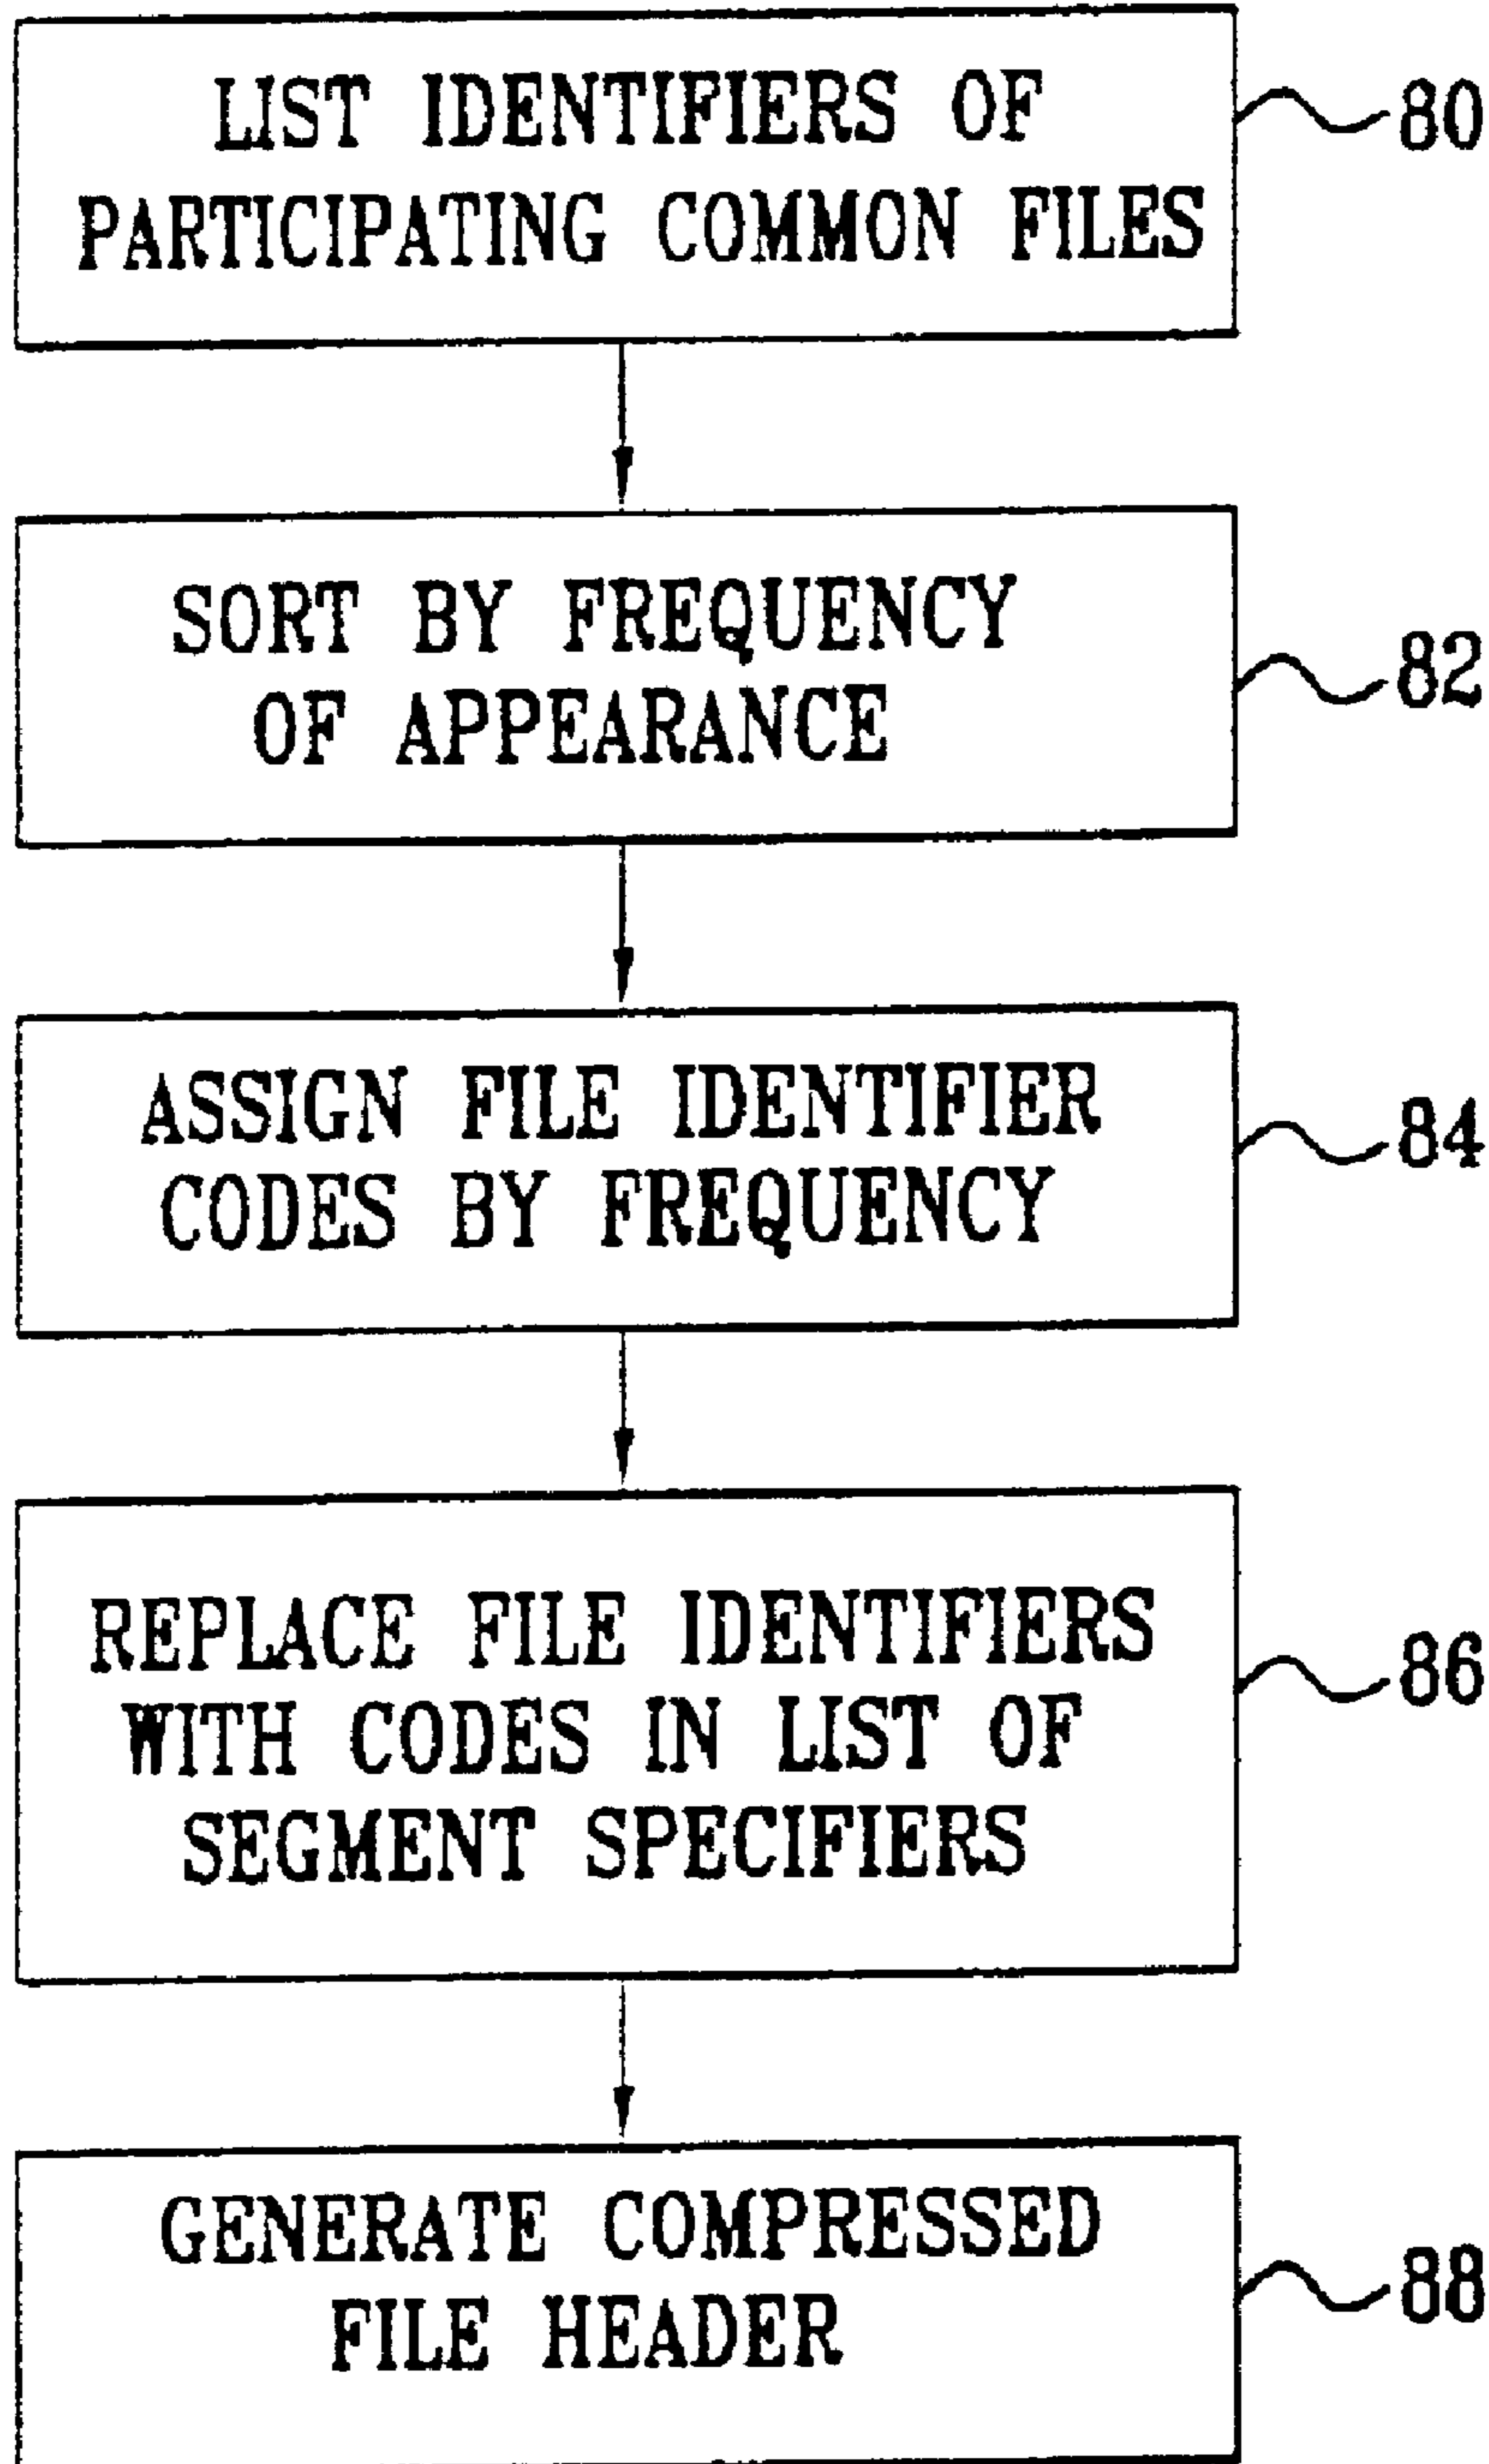 LIST IDENTIFIERS OF
PARTICIPATING COMMON FILES
80
SORT BY FREQUENCY
OF APPEARANCE
82
ASSIGN FILE IDENTIFIER
CODES BY FREQUENCY
84
REPLACE FILE IDENTIFIERS
WITH CODES IN LIST OF
SEGMENT SPECIFIERS
86
GENERATE COMPRESSED
FILE HEADER
88